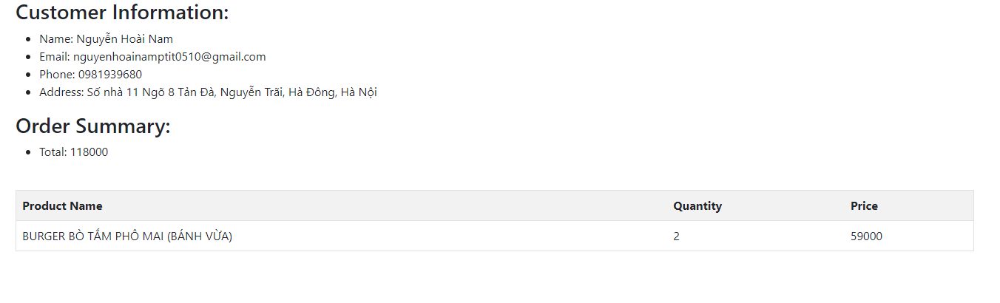 Customer Information:
Name: Nguyễn Hoài Nam
Email: nguyenhoainamptit0510@gmail.com
Phone: 0981939680
Address: Số nhà 11 Ngõ 8 Tản Đà, Nguyễn Trãi, Hà Đông, Hà Nội
Order Summary:
Total: 118000
Product Name Quantity Price
BURGER BÒ TẮM PHÔ MAI (BÁNH VỪA) 2 59000